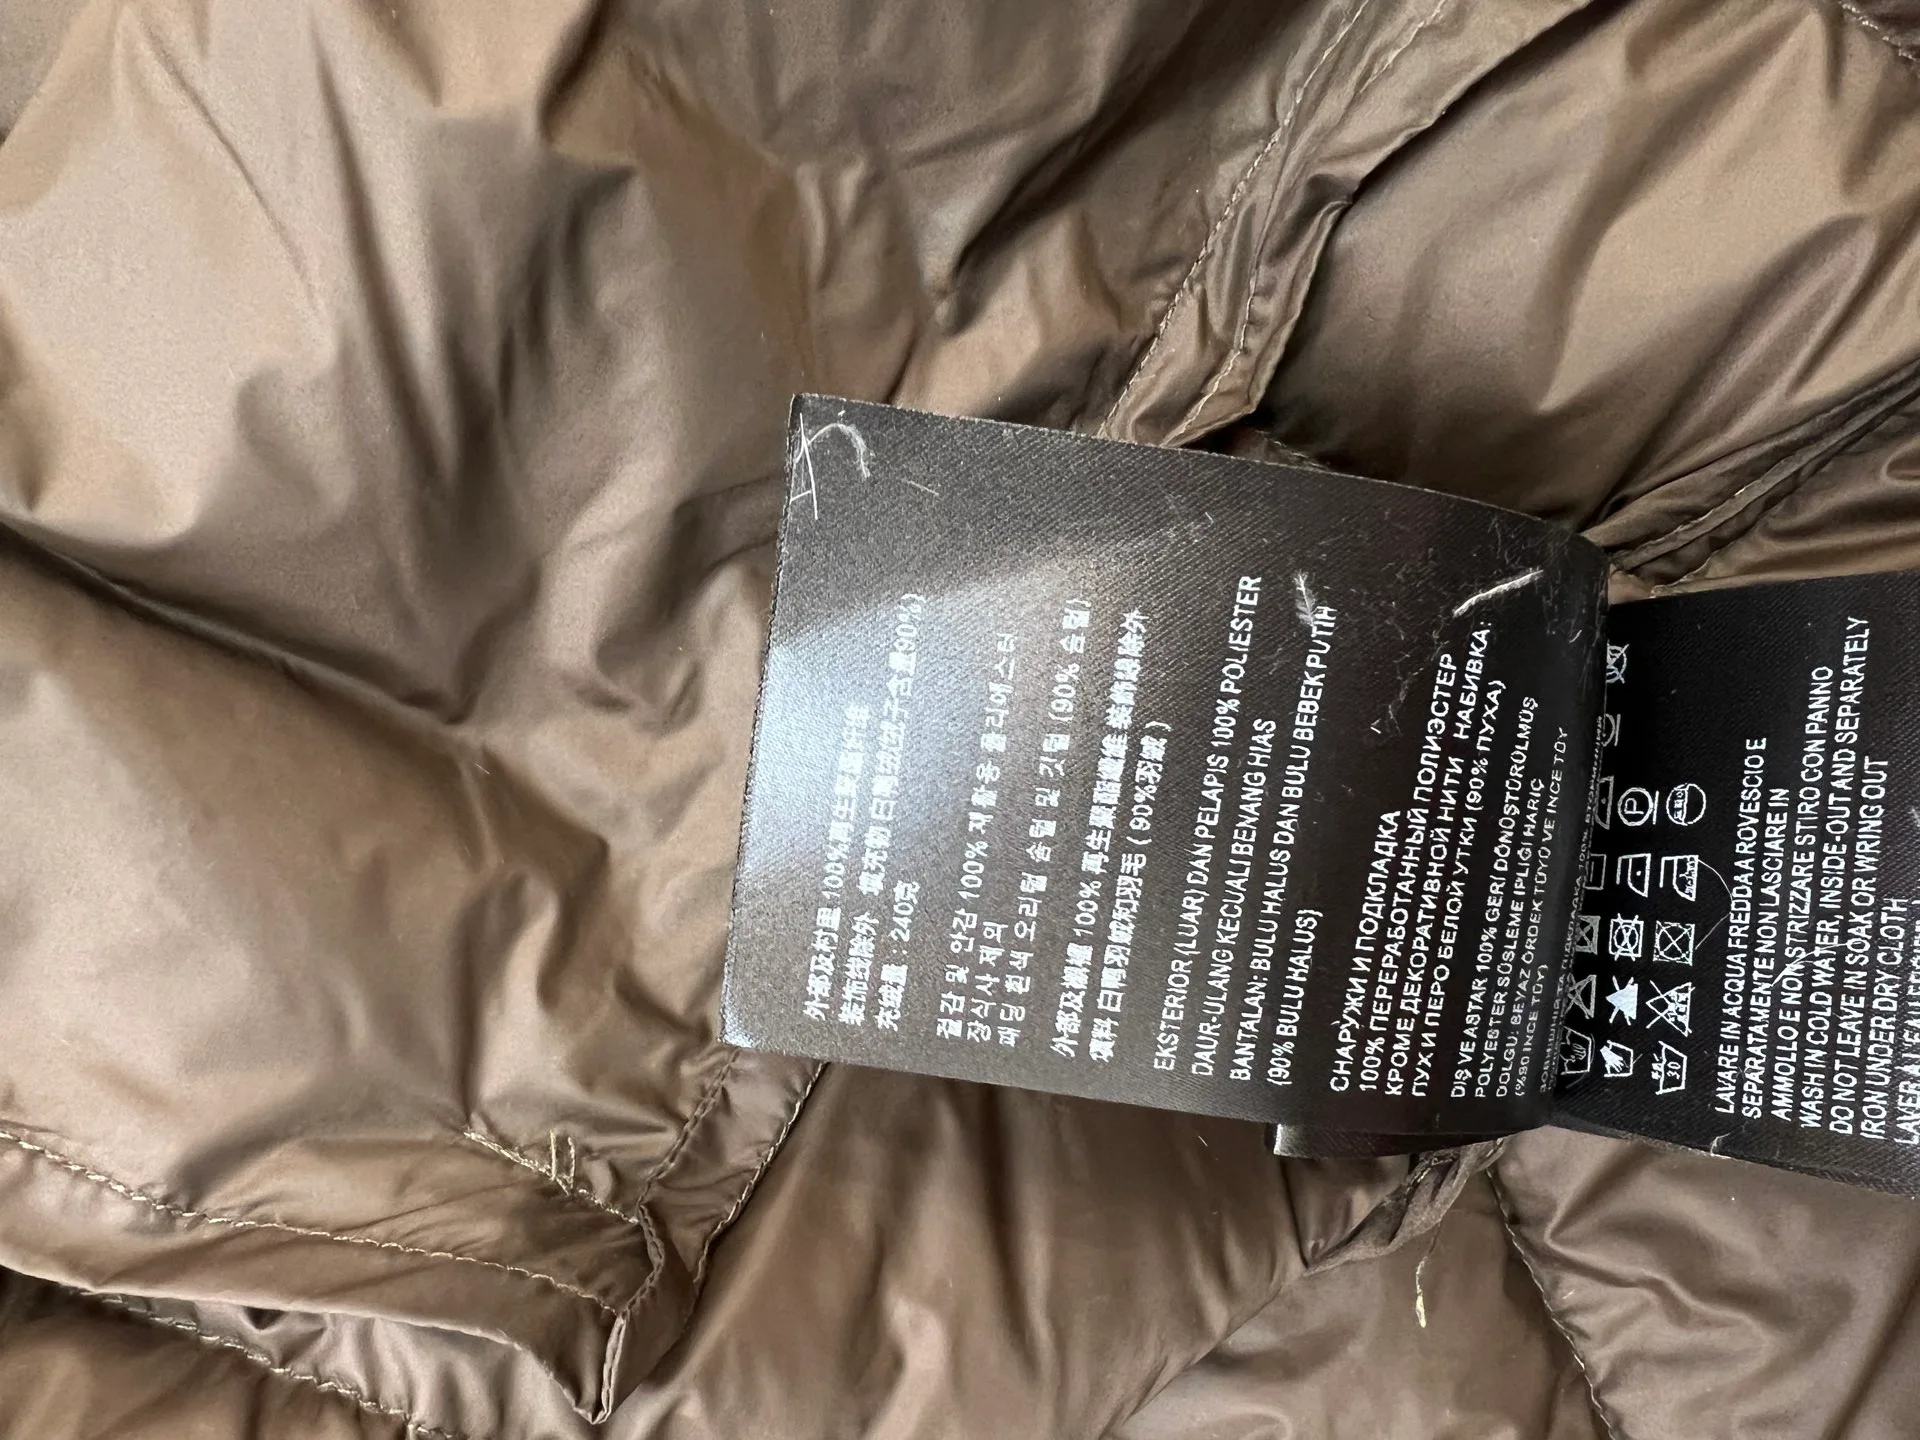 外部及衬里 100%再生聚酯纤维
装饰线除外 填充物 白鸭绒绒子含量90%)
充绒量：240克
겉감 및 안감 100% 재활용 폴리에스터
장식사 제외
패딩 흰색 오리털 솜털 및 깃털 (90% 솜털)
外部及襯裡 100% 再生聚酯纖維 裝飾線除外
填料 白鴨羽絨和羽毛 ( 90%羽絨 )
EKSTERIOR (LUAR) DAN PELAPIS 100% POLIESTER
DAUR-ULANG KECUALI BENANG HIAS
BANTALAN: BULU HALUS DAN BULU BEBEK PUTIH
(90% BULU HALUS)
СНАРУЖИ И ПОДКЛАДКА
100% ПЕРЕРАБОТАННЫЙ ПОЛИЭСТЕР
КРОМЕ ДЕКОРАТИВНОЙ НИТИ НАБИВКА:
ПУХ И ПЕРО БЕЛОЙ УТКИ (90% ПУХА)
DIŞ VE ASTAR 100% GERİ DÖNÜŞTÜRÜLMÜŞ
POLYESTER SÜSLEME İPLİĞİ HARİÇ
DOLGU: BEYAZ ÖRDEK TÜYÜ VE İNCE TÜY
(%90 İNCE TÜY)
P
30
LAVARE IN ACQUA FREDDA A ROVESCIO E
SEPARATAMENTE NON LASCIARE IN
AMMOLLO E NON STRIZZARE STIRO CON PANNO
WASH IN COLD WATER, INSIDE-OUT AND SEPARATELY
DO NOT LEAVE IN SOAK OR WRING OUT
IRON UNDER DRY CLOTH